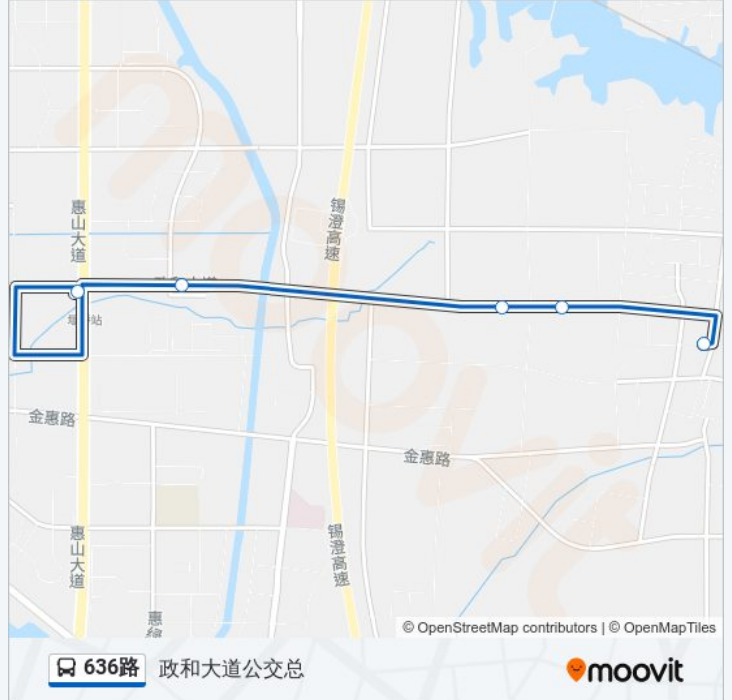 惠山大道
锡澄高速
金惠路
金惠路
惠山大道
锡澄高速
© OpenStreetMap contributors | © OpenMapTiles
636路 政和大道公交总
moovit